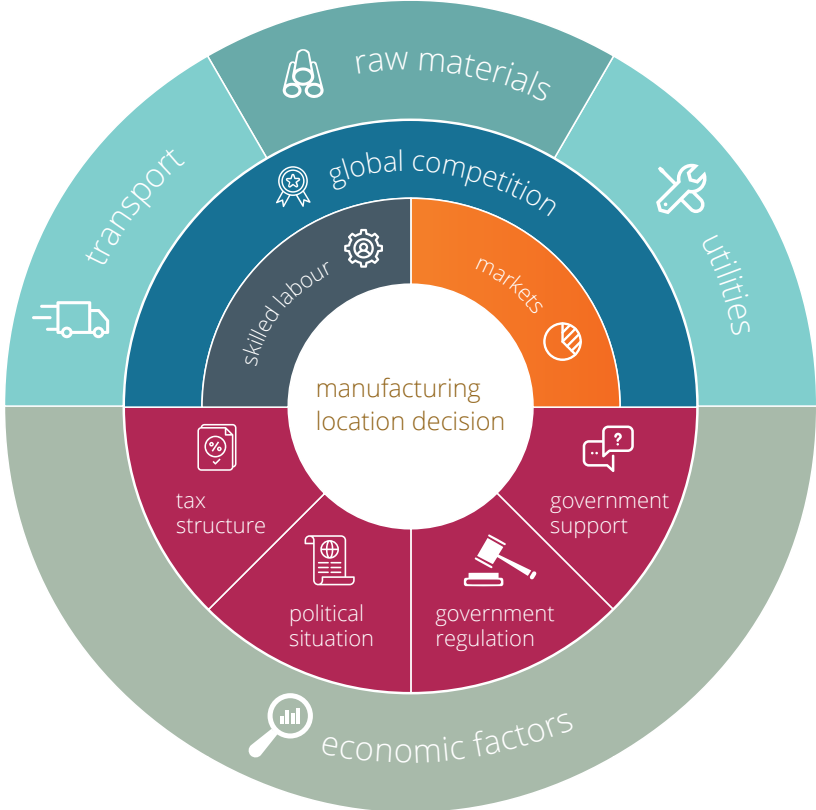 raw materials
transport
utilities
global competition
skilled labour
markets
manufacturing
location decision
tax
structure
political
situation
government
regulation
government
support
economic factors